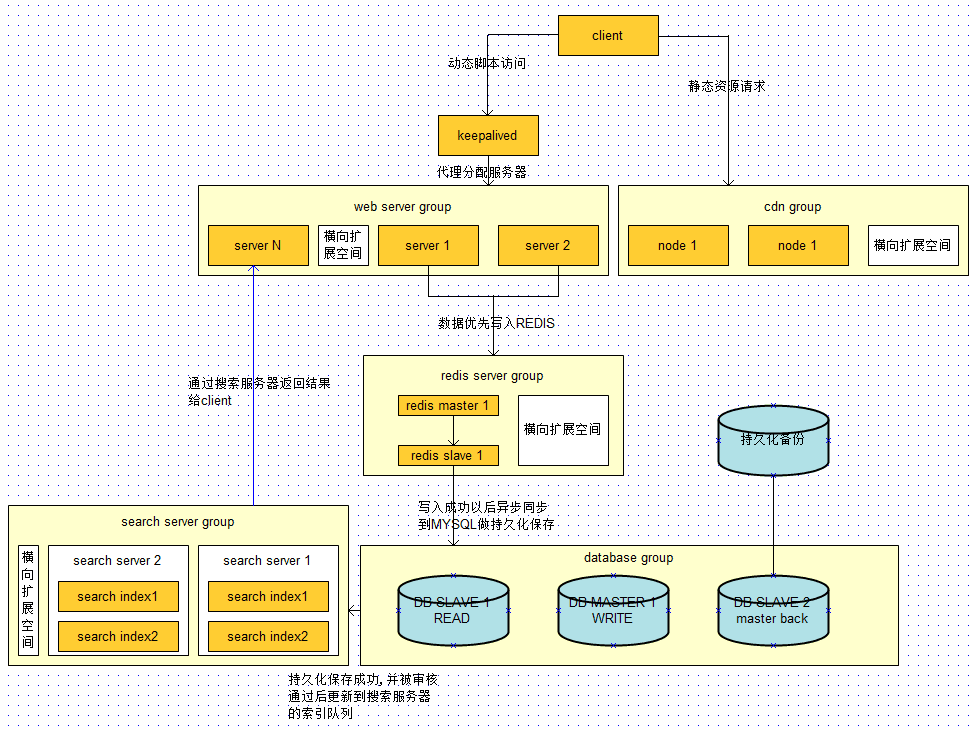 client
动态脚本访问
静态资源请求
keepalived
代理分配服务器
web server group
server N
横向扩
展空间
server 1
server 2
cdn group
node 1
node 1
横向扩展空间
数据优先写入REDIS
redis server group
redis master 1
redis slave 1
横向扩展空间
通过搜索服务器返回结果
给client
持久化备份
写入成功以后异步同步
到MYSQL做持久化保存
search server group
横
向
扩
展
空
间
search server 2
search index1
search index2
search server 1
search index1
search index2
database group
DB SLAVE 1
READ
DB MASTER 1
WRITE
DB SLAVE 2
master back
持久化保存成功,并被审核
通过后更新到搜索服务器
的索引队列